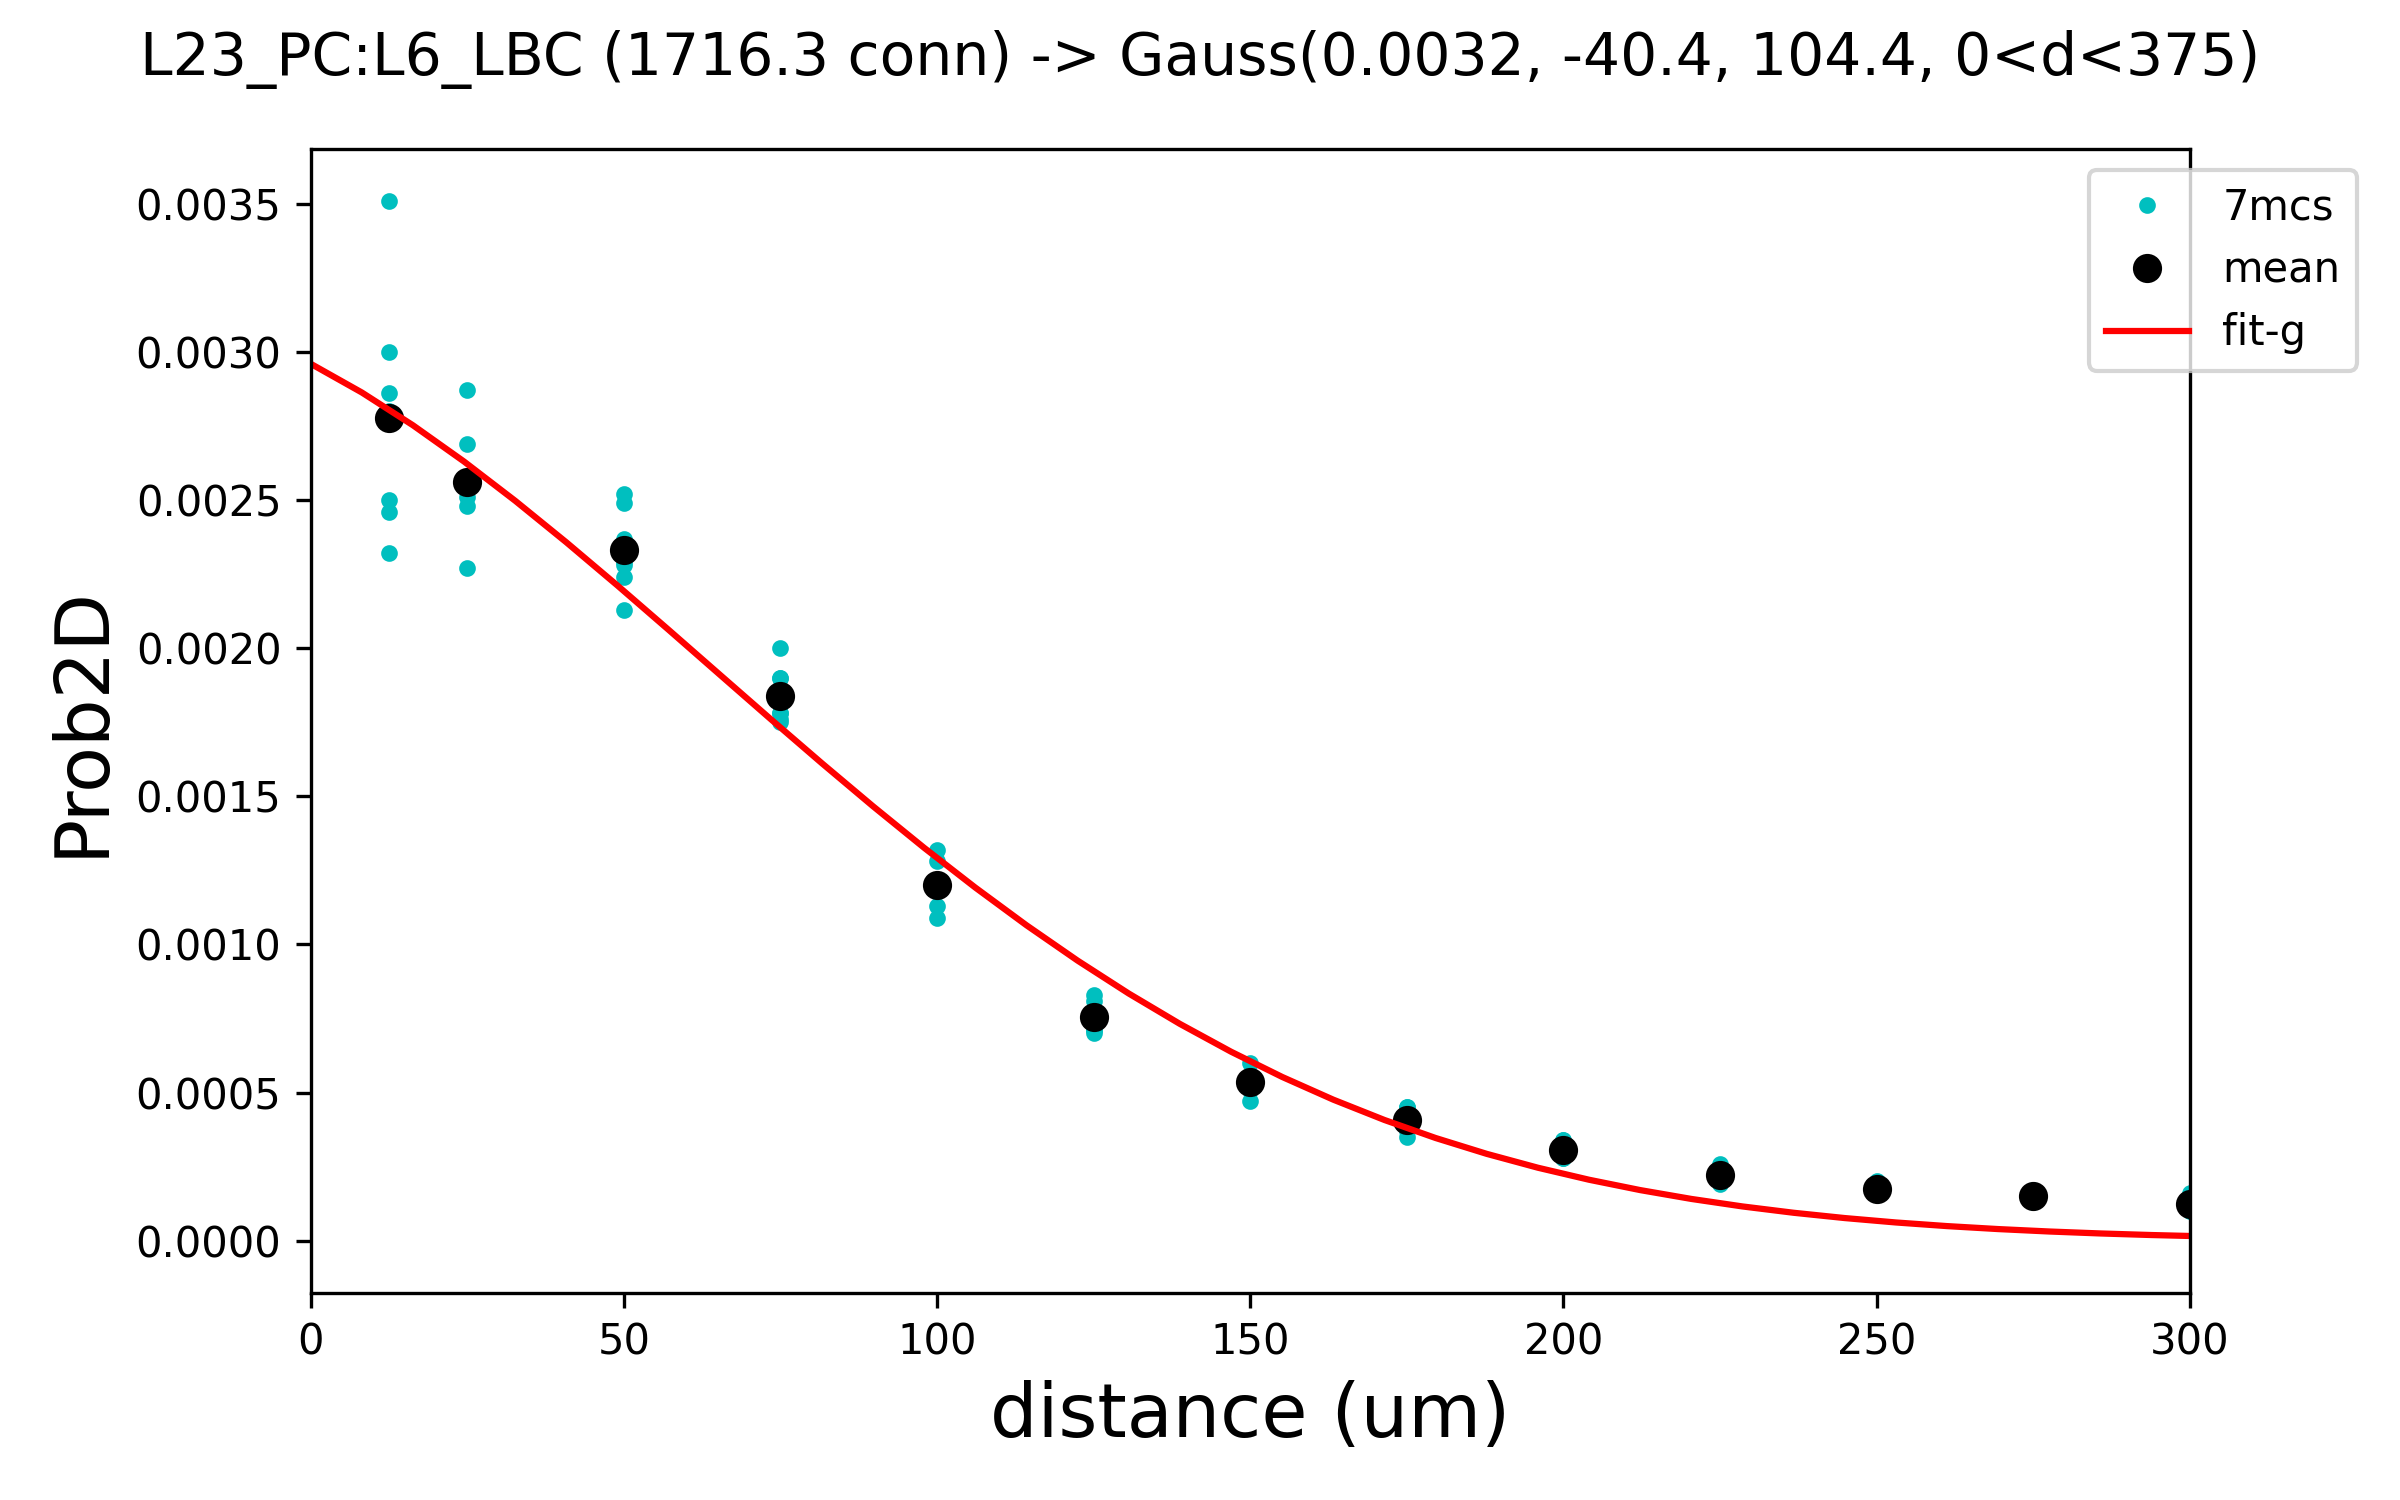 L23_PC:L6_LBC (1716.3 conn) -> Gauss(0.0032, -40.4, 104.4, 0<d<375)
7mcs
mean
fit-g
Prob2D
0.0035
0.0030
0.0025
0.0020
0.0015
0.0010
0.0005
0.0000
0 50 100 150 200 250 300
distance (um)